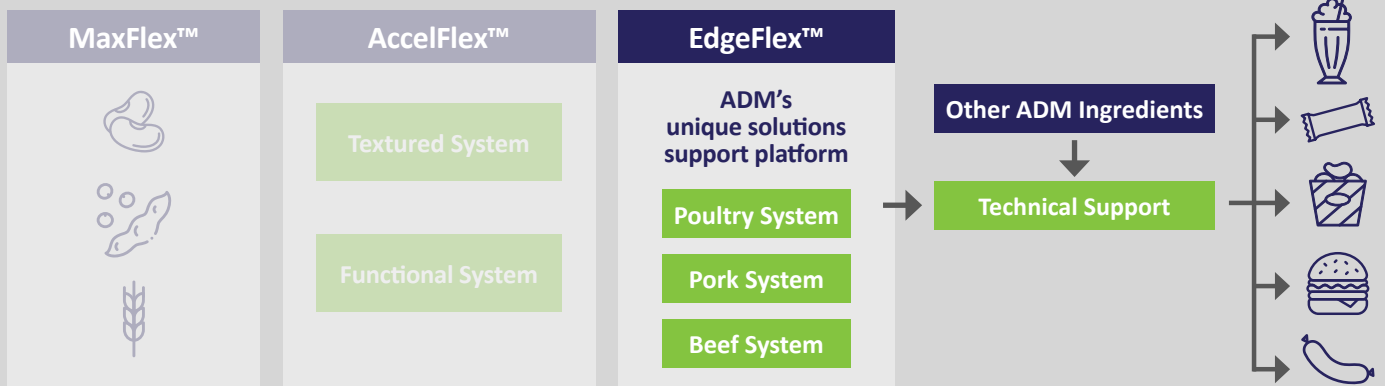 MaxFlex™
AccelFlex™
Textured System
Functional System
EdgeFlex™
ADM's
unique solutions
support platform
Poultry System
Pork System
Beef System
Other ADM Ingredients
Technical Support